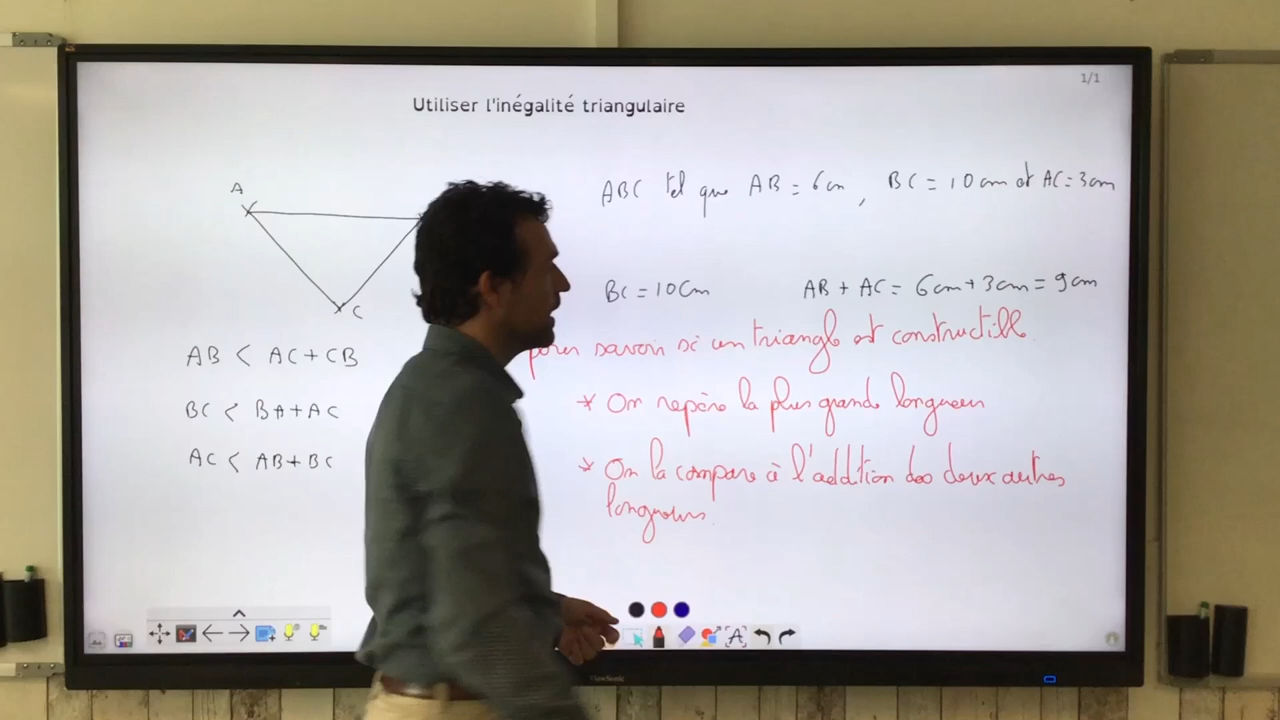 1/1
Utiliser l'inégalité triangulaire
A
ABC tel que AB = 6cm, BC = 10cm et AC = 3cm
C
BC = 10cm
AB + AC = 6cm + 3cm = 9cm
pour savoir si un triangle est constructible
AB < AC + CB
* On repère la plus grande longueur
BC < BA + AC
* On la compare à l'addition des deux autres
longueurs.
AC < AB + BC
A
ViewSonic